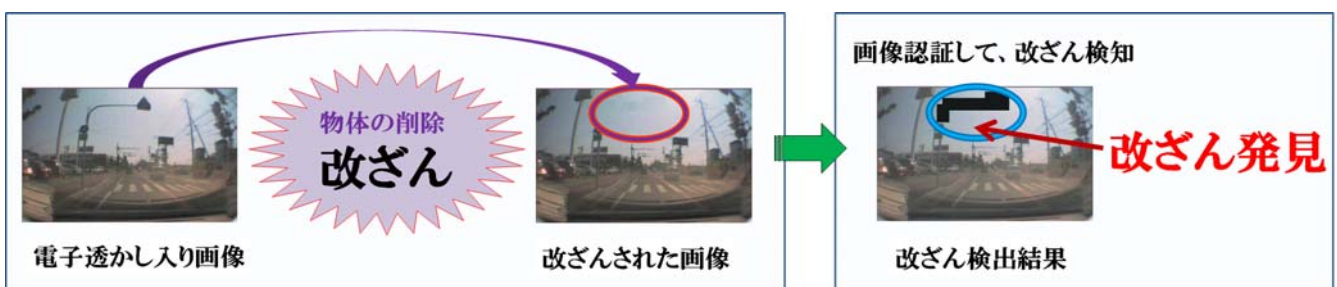 物体の削除
改ざん
電子透かし入り画像
改ざんされた画像
画像認証して、改ざん検知
改ざん発見
改ざん検出結果